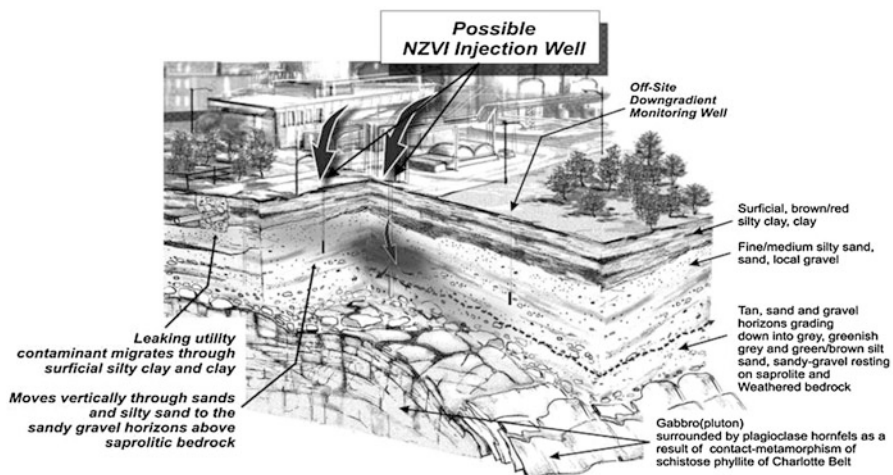 Possible
NZVI Injection Well
Off-Site
Downgradient
Monitoring Well
Surficial, brown/red
silty clay, clay
Fine/medium silty sand,
sand, local gravel
Tan, sand and gravel
horizons grading
down into grey, greenish
grey and green/brown silt
sand, sandy-gravel resting
on saprolite and
Weathered bedrock
Leaking utility
contaminant migrates through
surficial silty clay and clay
Moves vertically through sands
and silty sand to the
sandy gravel horizons above
saprolitic bedrock
Gabbro(pluton)
surrounded by plagioclase hornfels as a
result of contact-metamorphism of
schistose phyllite of Charlotte Belt